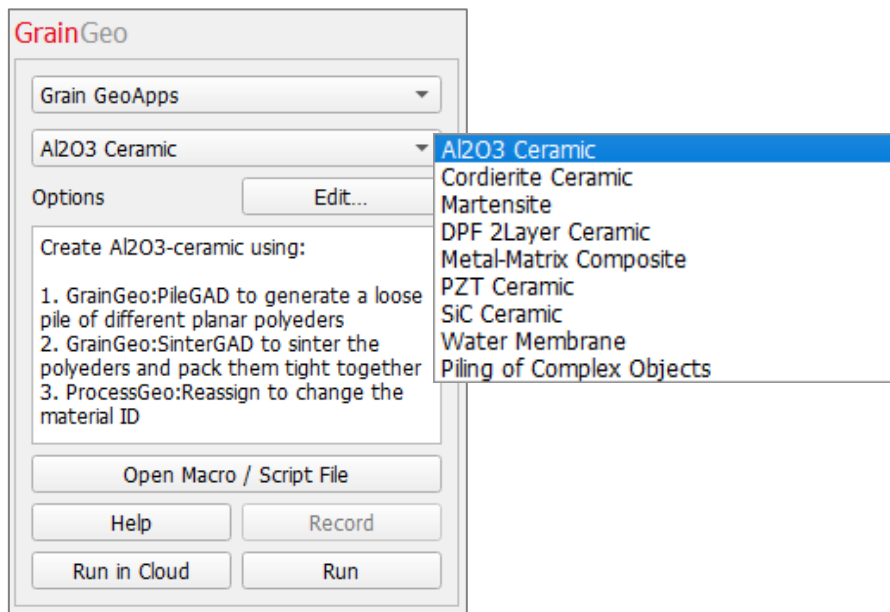 GrainGeo
Grain GeoApps
Al2O3 Ceramic
Options
Edit...
Create Al2O3-ceramic using:
1. GrainGeo:PileGAD to generate a loose
pile of different planar polyeders
2. GrainGeo:SinterGAD to sinter the
polyeders and pack them tight together
3. ProcessGeo:Reassign to change the
material ID
Open Macro / Script File
Help
Record
Run in Cloud
Run
Al2O3 Ceramic
Cordierite Ceramic
Martensite
DPF 2Layer Ceramic
Metal-Matrix Composite
PZT Ceramic
SiC Ceramic
Water Membrane
Piling of Complex Objects